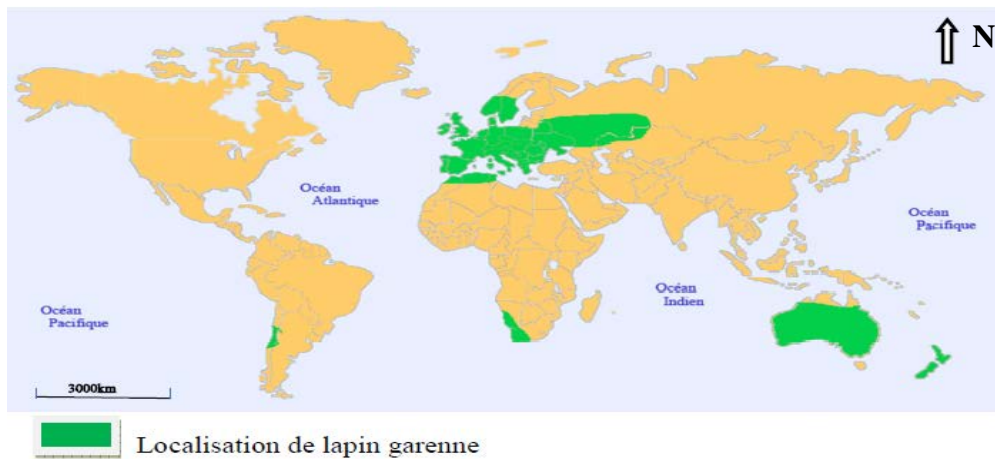 N
Océan
Atlantique
Océan
Pacifique
Océan
Indien
Océan
Pacifique
3000km
Localisation de lapin garenne